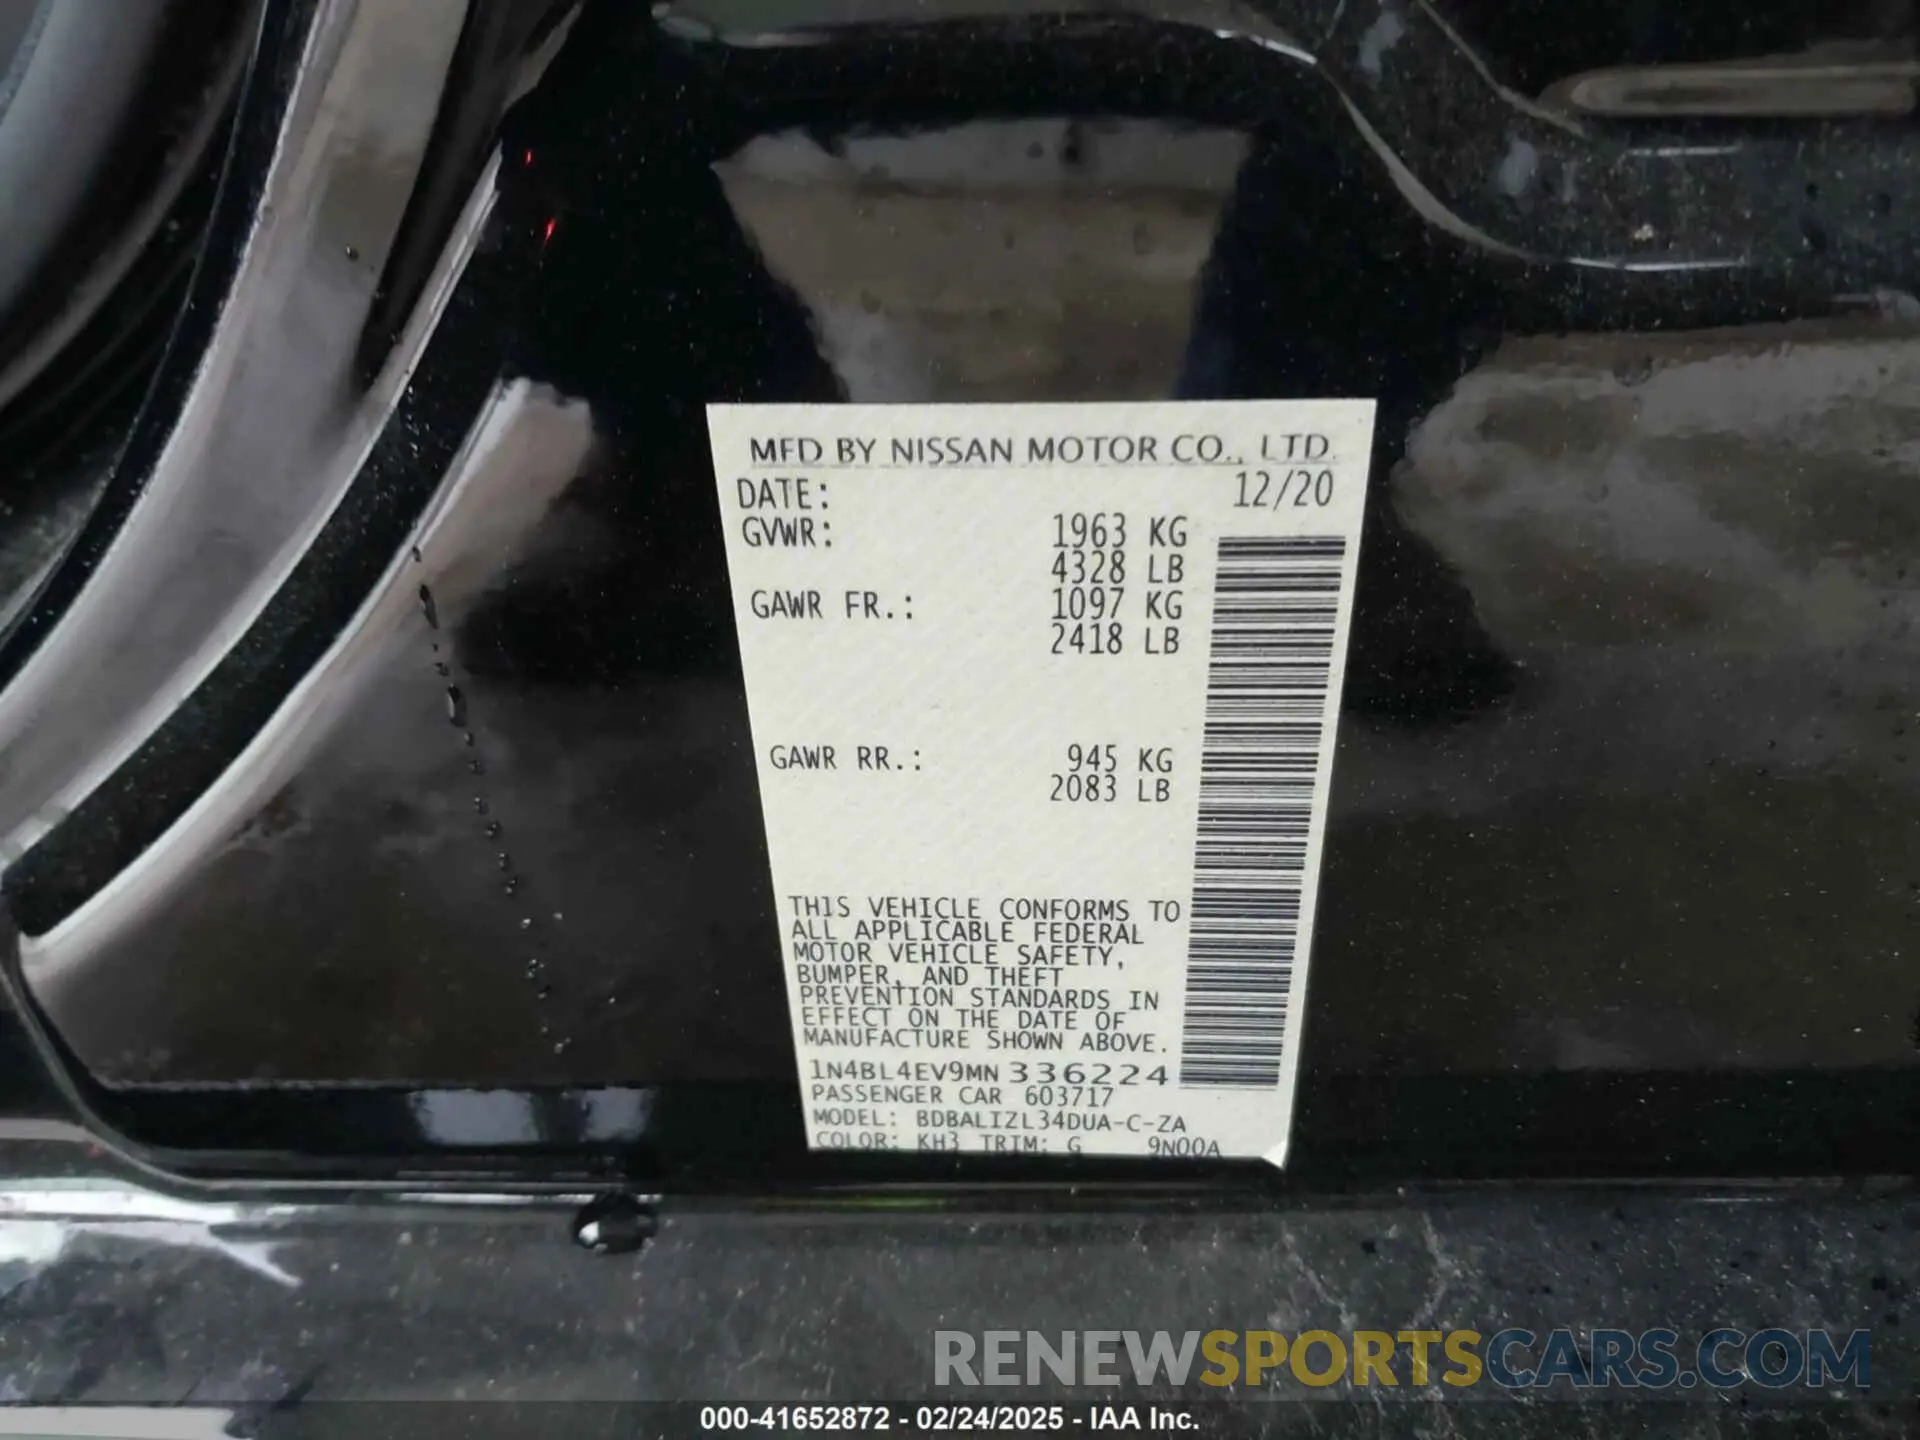 MFD BY NISSAN MOTOR CO., LTD.
DATE: 12/20
GVWR: 1963 KG
4328 LB
GAWR FR.: 1097 KG
2418 LB
GAWR RR.: 945 KG
2083 LB
THIS VEHICLE CONFORMS TO
ALL APPLICABLE FEDERAL
MOTOR VEHICLE SAFETY,
BUMPER, AND THEFT
PREVENTION STANDARDS IN
EFFECT ON THE DATE OF
MANUFACTURE SHOWN ABOVE.
1N4BL4EV9MN336224
PASSENGER CAR 603717
MODEL: BDBALIZL34DUA-C-ZA
COLOR: KH3 TRIM: G 9N00A
RENEWSPORTSCARS.COM
000-41652872 - 02/24/2025 - IAA Inc.